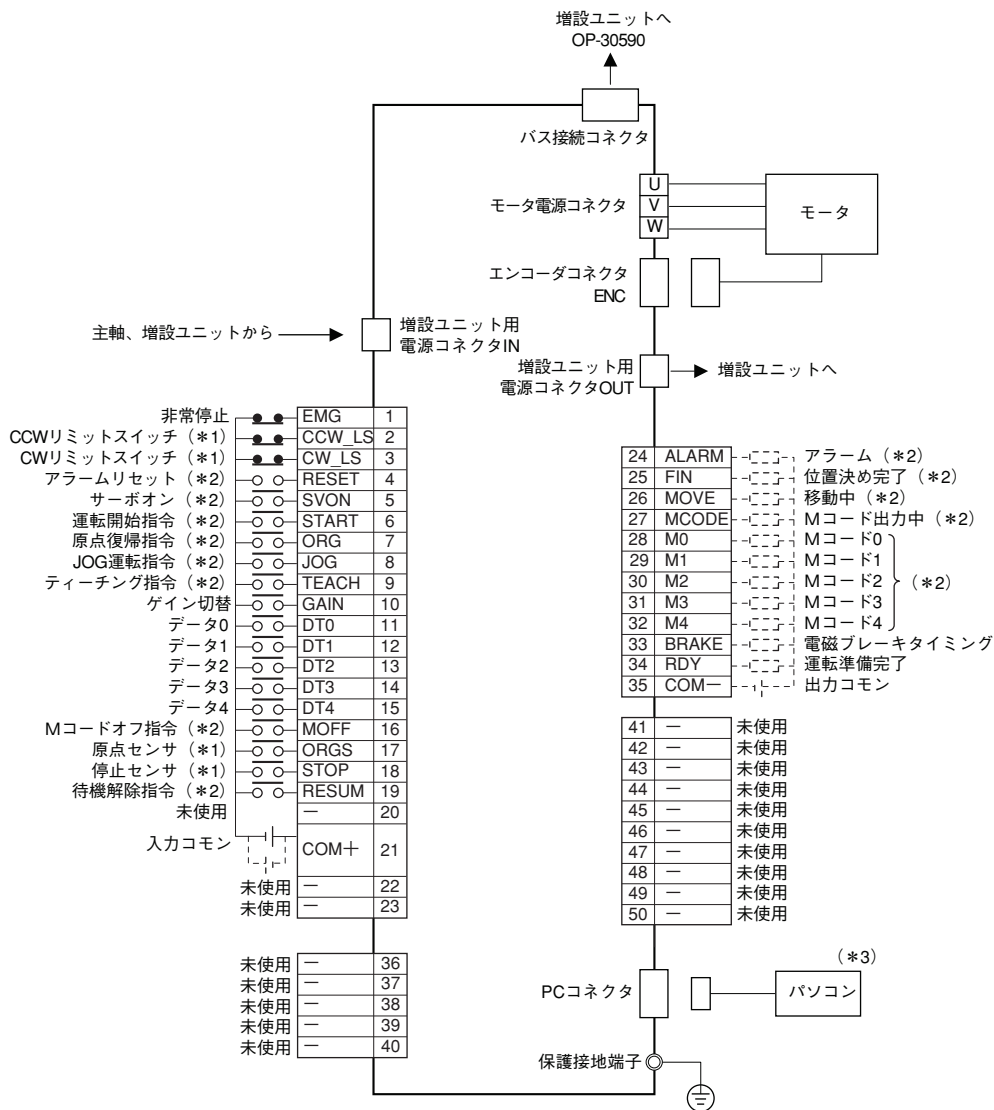 増設ユニットへ
OP-30590
バス接続コネクタ
モータ電源コネクタ
U
V
W
モータ
エンコーダコネクタ
ENC
主軸、増設ユニットから
増設ユニット用
電源コネクタIN
増設ユニット用
電源コネクタOUT
増設ユニットへ
非常停止 EMG 1
CCWリミットスイッチ（＊1） CCW_LS 2
CWリミットスイッチ（＊1） CW_LS 3
アラームリセット（＊2） RESET 4
サーボオン（＊2） SVON 5
運転開始指令（＊2） START 6
原点復帰指令（＊2） ORG 7
JOG運転指令（＊2） JOG 8
ティーチング指令（＊2） TEACH 9
ゲイン切替 GAIN 10
データ0 DT0 11
データ1 DT1 12
データ2 DT2 13
データ3 DT3 14
データ4 DT4 15
Mコードオフ指令（＊2） MOFF 16
原点センサ（＊1） ORGS 17
停止センサ（＊1） STOP 18
待機解除指令（＊2） RESUM 19
未使用 － 20
入力コモン COM＋ 21
未使用 － 22
未使用 － 23
未使用 － 36
未使用 － 37
未使用 － 38
未使用 － 39
未使用 － 40
24 ALARM アラーム（＊2）
25 FIN 位置決め完了（＊2）
26 MOVE 移動中（＊2）
27 MCODE Mコード出力中（＊2）
28 M0 Mコード0
29 M1 Mコード1
30 M2 Mコード2 （＊2）
31 M3 Mコード3
32 M4 Mコード4
33 BRAKE 電磁ブレーキタイミング
34 RDY 運転準備完了
35 COM－ 出力コモン
41 － 未使用
42 － 未使用
43 － 未使用
44 － 未使用
45 － 未使用
46 － 未使用
47 － 未使用
48 － 未使用
49 － 未使用
50 － 未使用
（＊3）
PCコネクタ
パソコン
保護接地端子